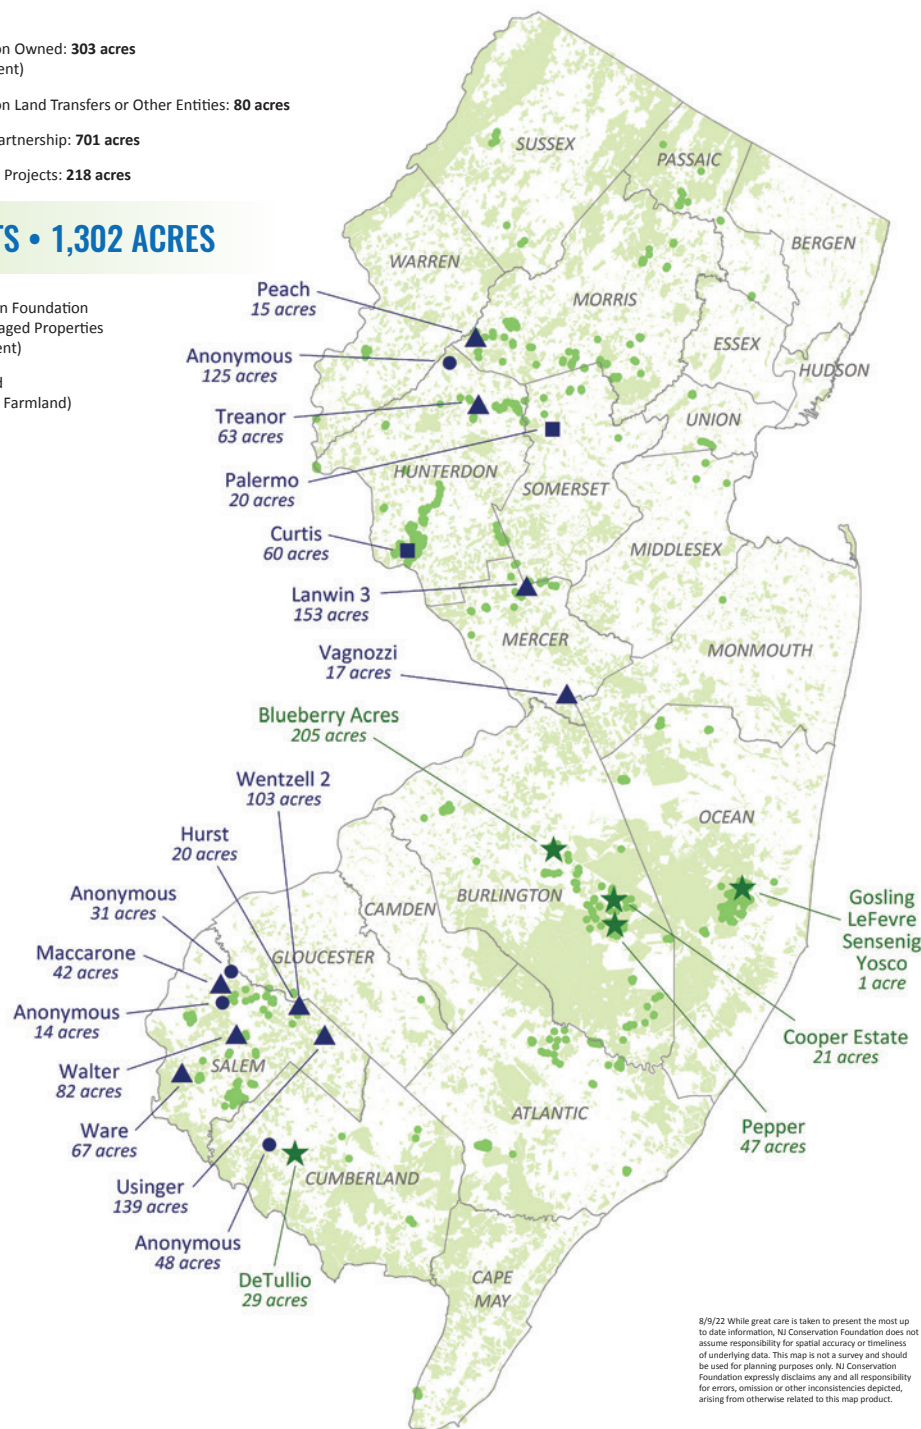 on Owned: 303 acres
ent)
on Land Transfers or Other Entities: 80 acres
artnership: 701 acres
Projects: 218 acres
TS • 1,302 ACRES
n Foundation
aged Properties
ent)
d
Farmland)
SUSSEX
PASSAIC
BERGEN
WARREN
MORRIS
ESSEX
HUDSON
UNION
HUNTERDON
SOMERSET
MIDDLESEX
MERCER
MONMOUTH
OCEAN
BURLINGTON
CAMDEN
GLOUCESTER
SALEM
ATLANTIC
CUMBERLAND
CAPE
MAY
Peach
15 acres
Anonymous
125 acres
Treanor
63 acres
Palermo
20 acres
Curtis
60 acres
Lanwin 3
153 acres
Vagnozzi
17 acres
Blueberry Acres
205 acres
Wentzell 2
103 acres
Hurst
20 acres
Anonymous
31 acres
Maccarone
42 acres
Anonymous
14 acres
Walter
82 acres
Ware
67 acres
Usinger
139 acres
Anonymous
48 acres
DeTullio
29 acres
Gosling
LeFevre
Sensenig
Yosco
1 acre
Cooper Estate
21 acres
Pepper
47 acres
8/9/22 While great care is taken to present the most up
to date information, NJ Conservation Foundation does not
assume responsibility for spatial accuracy or timeliness
of underlying data. This map is not a survey and should
be used for planning purposes only. NJ Conservation
Foundation expressly disclaims any and all responsibility
for errors, omission or other inconsistencies depicted,
arising from otherwise related to this map product.